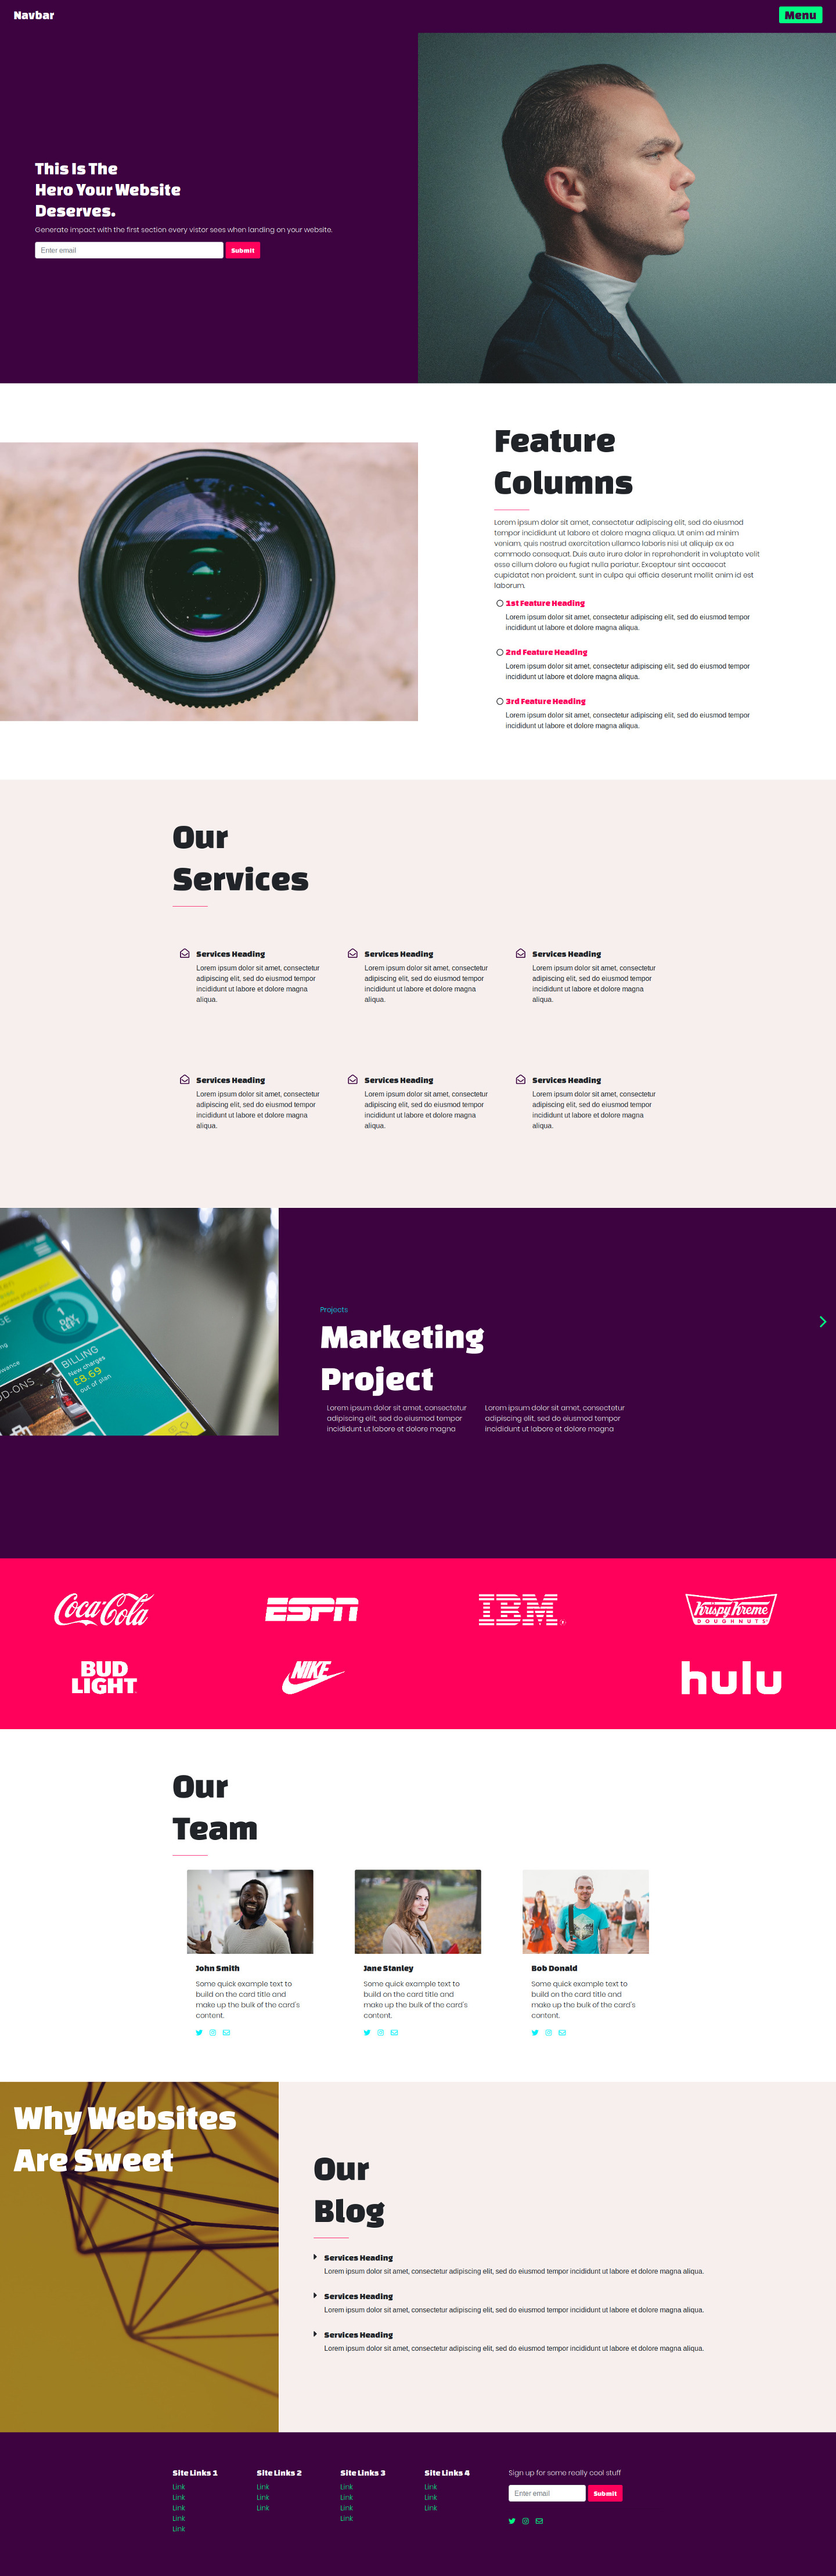 Navbar
Menu
This Is The
Hero Your Website
Deserves.
Generate impact with the first section every vistor sees when landing on your website.
Enter email
Submit
Feature
Columns
Lorem ipsum dolor sit amet, consectetur adipiscing elit, sed do eiusmod
tempor incididunt ut labore et dolore magna aliqua. Ut enim ad minim
veniam, quis nostrud exercitation ullamco laboris nisi ut aliquip ex ea
commodo consequat. Duis aute irure dolor in reprehenderit in voluptate velit
esse cillum dolore eu fugiat nulla pariatur. Excepteur sint occaecat
cupidatat non proident, sunt in culpa qui officia deserunt mollit anim id est
laborum.
1st Feature Heading
Lorem ipsum dolor sit amet, consectetur adipiscing elit, sed do eiusmod tempor
incididunt ut labore et dolore magna aliqua.
2nd Feature Heading
Lorem ipsum dolor sit amet, consectetur adipiscing elit, sed do eiusmod tempor
incididunt ut labore et dolore magna aliqua.
3rd Feature Heading
Lorem ipsum dolor sit amet, consectetur adipiscing elit, sed do eiusmod tempor
incididunt ut labore et dolore magna aliqua.
Our
Services
Services Heading
Lorem ipsum dolor sit amet, consectetur
adipiscing elit, sed do eiusmod tempor
incididunt ut labore et dolore magna
aliqua.
Services Heading
Lorem ipsum dolor sit amet, consectetur
adipiscing elit, sed do eiusmod tempor
incididunt ut labore et dolore magna
aliqua.
Services Heading
Lorem ipsum dolor sit amet, consectetur
adipiscing elit, sed do eiusmod tempor
incididunt ut labore et dolore magna
aliqua.
Services Heading
Lorem ipsum dolor sit amet, consectetur
adipiscing elit, sed do eiusmod tempor
incididunt ut labore et dolore magna
aliqua.
Services Heading
Lorem ipsum dolor sit amet, consectetur
adipiscing elit, sed do eiusmod tempor
incididunt ut labore et dolore magna
aliqua.
Services Heading
Lorem ipsum dolor sit amet, consectetur
adipiscing elit, sed do eiusmod tempor
incididunt ut labore et dolore magna
aliqua.
1
DAY
LEFT
BILLING
New charges
£8.69
out of plan
DD-ONS
Projects
Marketing
Project
Lorem ipsum dolor sit amet, consectetur
adipiscing elit, sed do eiusmod tempor
incididunt ut labore et dolore magna
Lorem ipsum dolor sit amet, consectetur
adipiscing elit, sed do eiusmod tempor
incididunt ut labore et dolore magna
Coca-Cola
ESPN
IBM®
Krispy Kreme
DOUGHNUTS
BUD
LIGHT
NIKE
hulu
Our
Team
John Smith
Some quick example text to
build on the card title and
make up the bulk of the card's
content.
Jane Stanley
Some quick example text to
build on the card title and
make up the bulk of the card's
content.
Bob Donald
Some quick example text to
build on the card title and
make up the bulk of the card's
content.
Why Websites
Are Sweet
Our
Blog
Services Heading
Lorem ipsum dolor sit amet, consectetur adipiscing elit, sed do eiusmod tempor incididunt ut labore et dolore magna aliqua.
Services Heading
Lorem ipsum dolor sit amet, consectetur adipiscing elit, sed do eiusmod tempor incididunt ut labore et dolore magna aliqua.
Services Heading
Lorem ipsum dolor sit amet, consectetur adipiscing elit, sed do eiusmod tempor incididunt ut labore et dolore magna aliqua.
Site Links 1
Link
Link
Link
Link
Link
Site Links 2
Link
Link
Link
Site Links 3
Link
Link
Link
Link
Site Links 4
Link
Link
Link
Sign up for some really cool stuff
Enter email
Submit